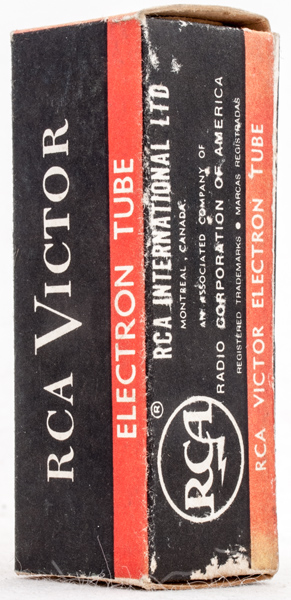 RCA VICTOR
ELECTRON TUBE
RCA INTERNATIONAL LTD
MONTREAL, CANADA.
AN ASSOCIATED COMPANY OF
RADIO CORPORATION OF AMERICA
REGISTERED TRADEMARKS • MARCAS REGISTRADAS
RCA ®
RCA VICTOR ELECTRON TUBE